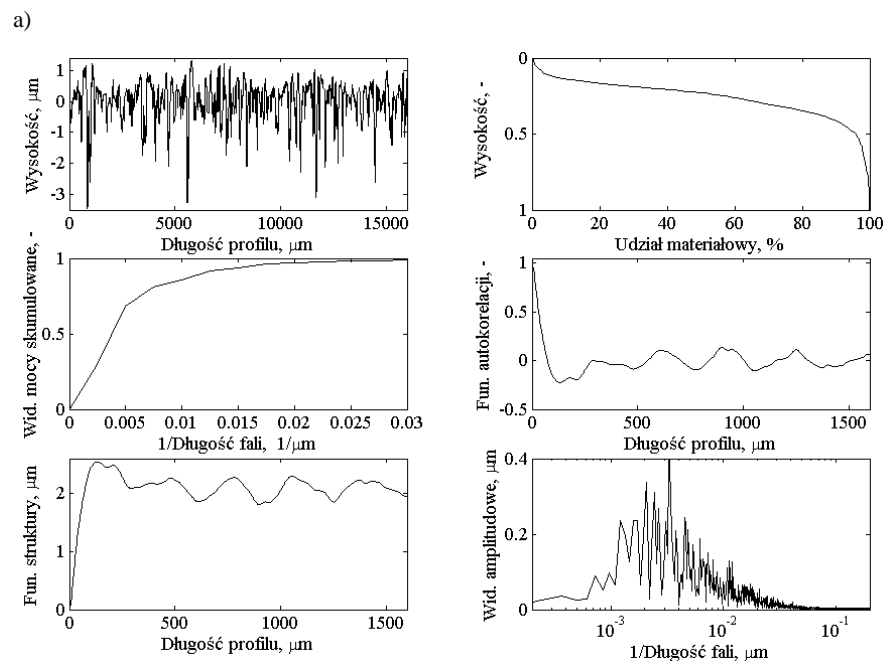 a)
Wysokość, μm
1
0
-1
-2
-3
0 5000 10000 15000
Długość profilu, μm
Wysokość, -
0
0.5
1
0 20 40 60 80 100
Udział materiałowy, %
Wid. mocy skumulowane, -
1
0.5
0
0 0.005 0.01 0.015 0.02 0.025 0.03
1/Długość fali, 1/μm
Fun. autokorelacji, -
1
0.5
0
-0.5
0 500 1000 1500
Długość profilu, μm
Fun. struktury, μm
2
1
0
0 500 1000 1500
Długość profilu, μm
Wid. amplitudowe, μm
0.4
0.2
0
10⁻³ 10⁻² 10⁻¹
1/Długość fali, μm